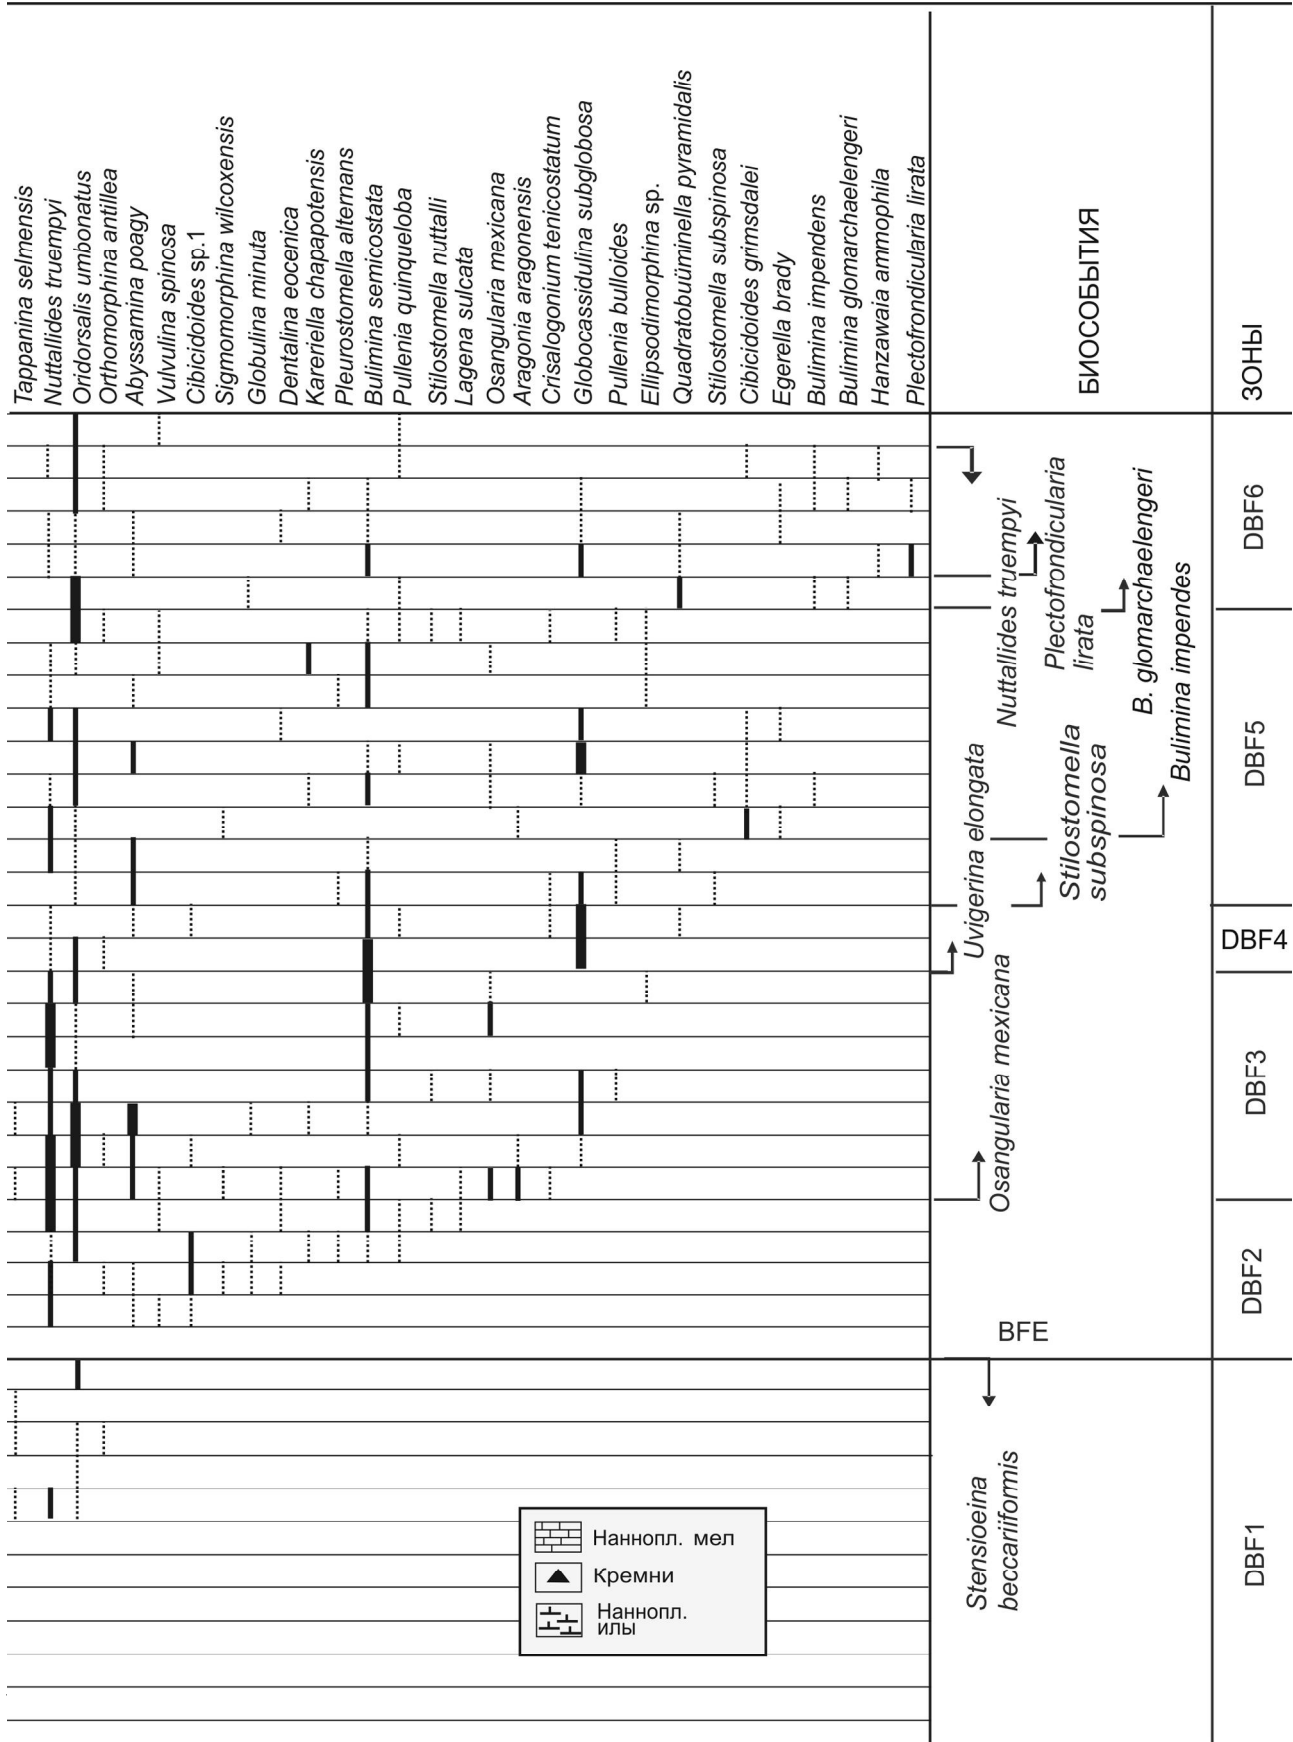 Tappanina selmensis
Nuttallides truempyi
Oridorsalis umbonatus
Orthomorphina antillea
Abyssamina poagy
Vulvulina spinosa
Cibicidoides sp.1
Sigmomorphina wilcoxensis
Globulina minuta
Dentalina eocenica
Kareriella chapapotensis
Pleurostomella alternans
Bulimina semicostata
Pullenia quinqueloba
Stilostomella nuttalli
Lagena sulcata
Osangularia mexicana
Aragonia aragonensis
Crisalogonium tenicostatum
Globocassidulina subglobosa
Pullenia bulloides
Ellipsodimorphina sp.
Quadratobuüminella pyramidalis
Stilostomella subspinosa
Cibicidoides grimsdalei
Egerella brady
Bulimina impendens
Bulimina glomarchaelengeri
Hanzawaia ammophila
Plectofrondicularia lirata
БИОСОБЫТИЯ
ЗОНЫ
Nuttallides truempyi
Plectofrondicularia
lirata
B. glomarchaelengeri
Bulimina impendes
Uvigerina elongata
Stilostomella
subspinosa
Osangularia mexicana
BFE
Stensioeina
beccariiformis
DBF6
DBF5
DBF4
DBF3
DBF2
DBF1
Наннопл. мел
Кремни
Наннопл.
илы